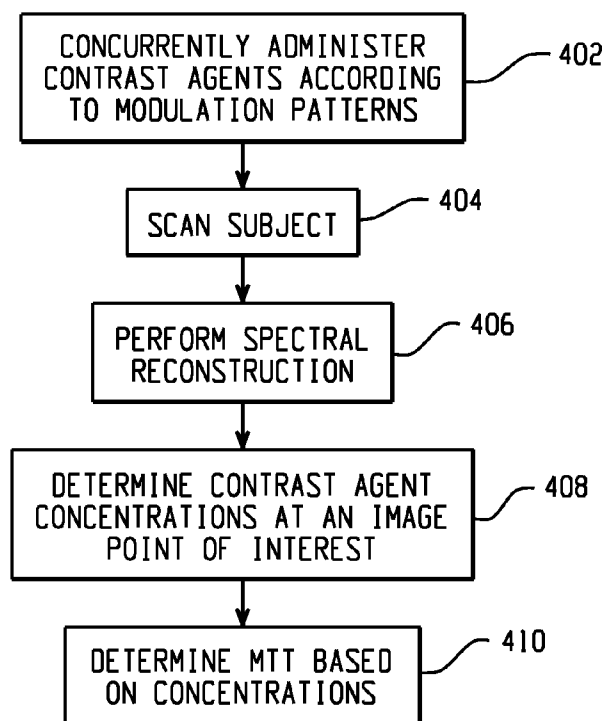 CONCURRENTLY ADMINISTER
CONTRAST AGENTS ACCORDING
TO MODULATION PATTERNS
402
SCAN SUBJECT
404
PERFORM SPECTRAL
RECONSTRUCTION
406
DETERMINE CONTRAST AGENT
CONCENTRATIONS AT AN IMAGE
POINT OF INTEREST
408
DETERMINE MTT BASED
ON CONCENTRATIONS
410